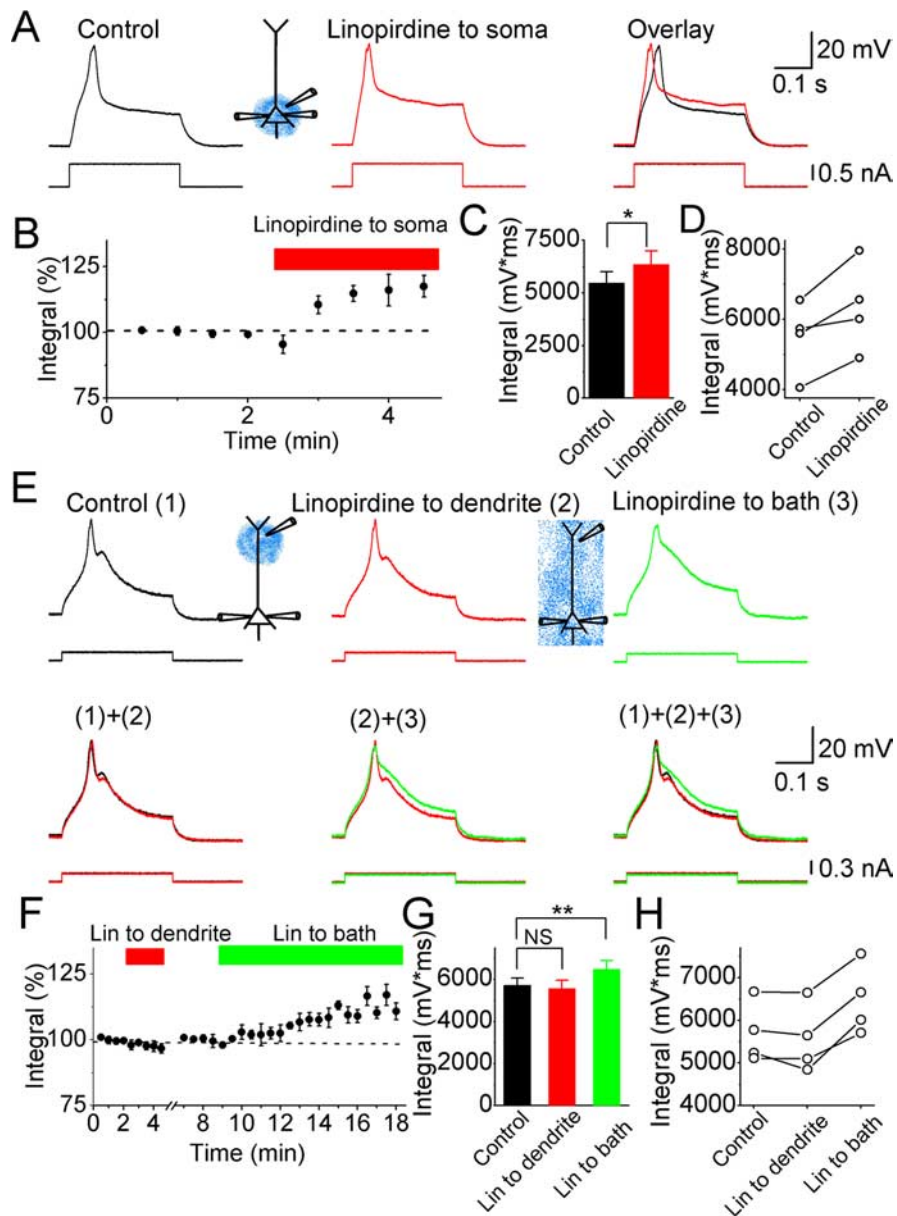 A
Control
Linopirdine to soma
Overlay
20 mV
0.1 s
0.5 nA
B
Linopirdine to soma
Integral (%)
125
100
75
0
2
4
Time (min)
C
*
Integral (mV*ms)
7500
5000
2500
0
Control
Linopirdine
D
Integral (mV*ms)
8000
6000
4000
Control
Linopirdine
E
Control (1)
Linopirdine to dendrite (2)
Linopirdine to bath (3)
(1)+(2)
(2)+(3)
(1)+(2)+(3)
20 mV
0.1 s
0.3 nA
F
Lin to dendrite
Lin to bath
Integral (%)
125
100
75
0 2 4 8 10 12 14 16 18
Time (min)
G
**
NS
Integral (mV*ms)
6000
4000
2000
0
Control
Lin to dendrite
Lin to bath
H
Integral (mV*ms)
7000
6000
5000
4000
Control
Lin to dendrite
Lin to bath